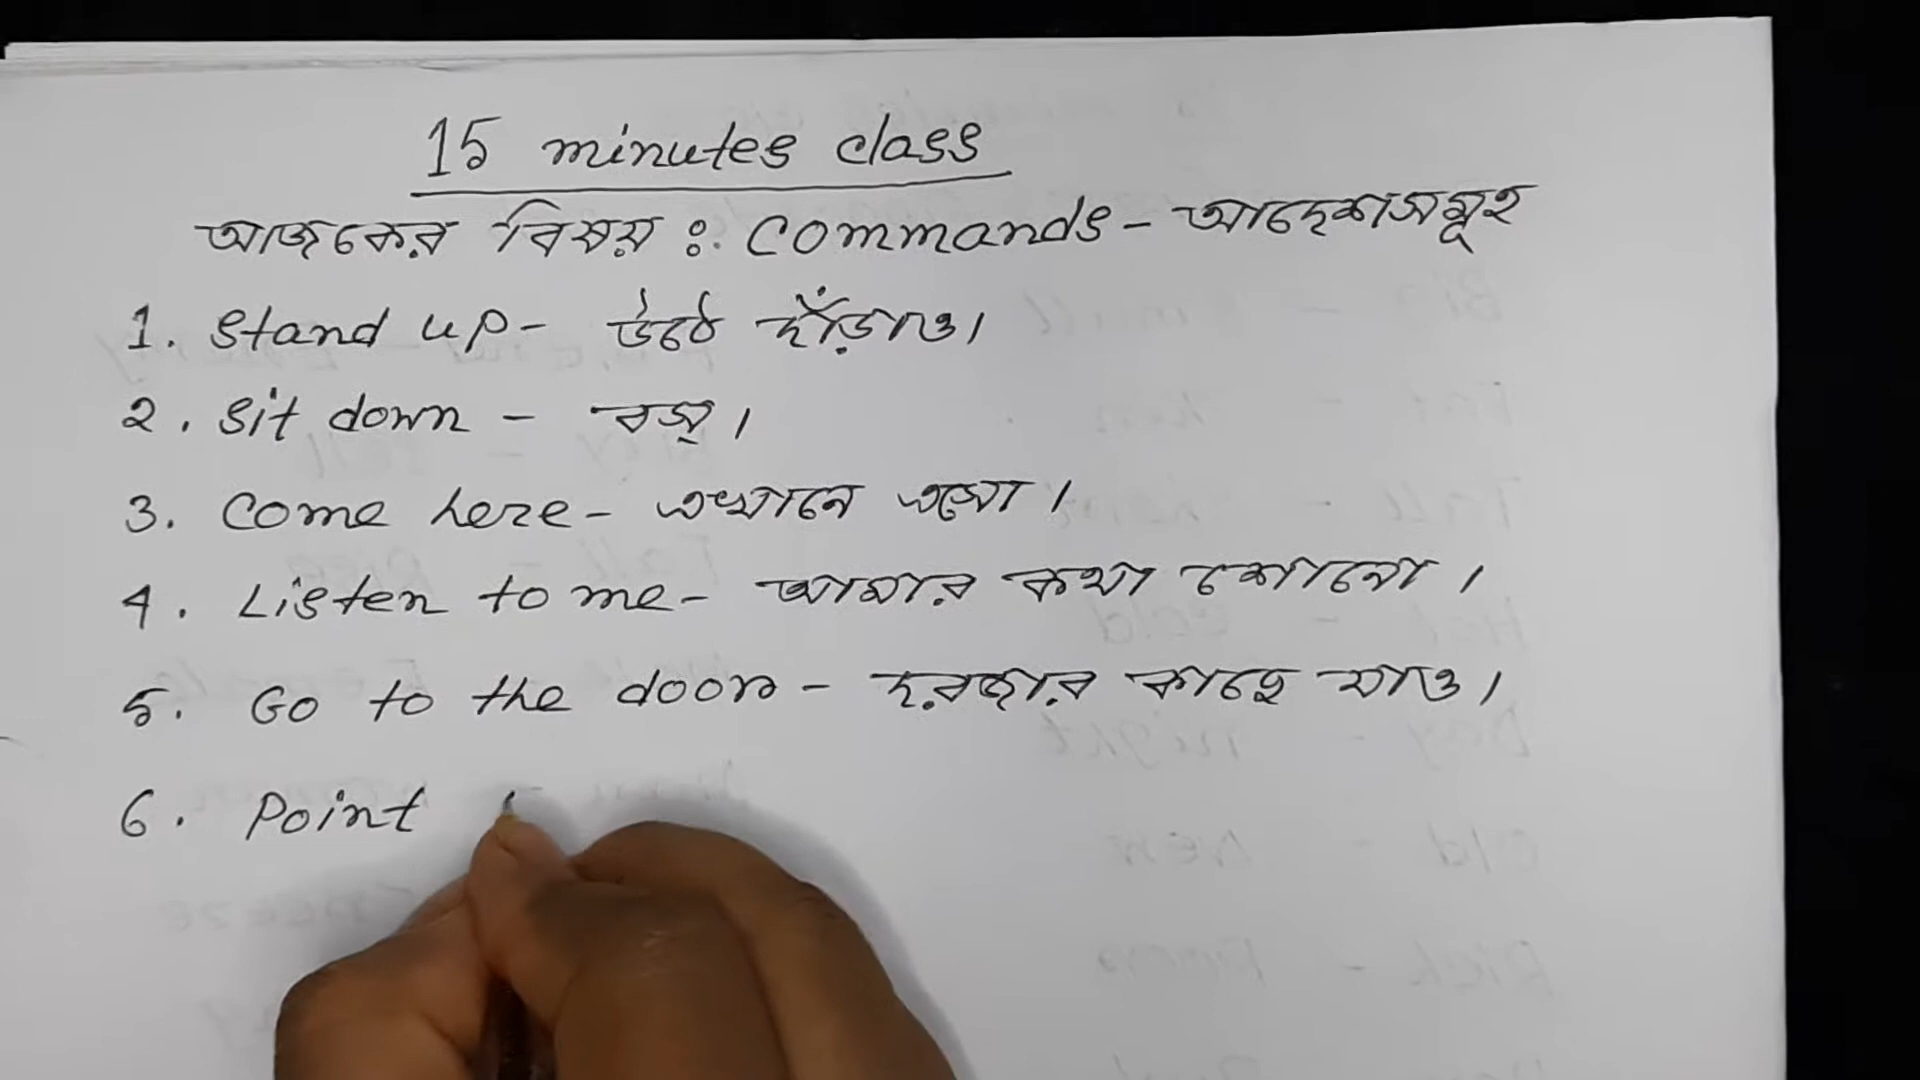 15 minutes class
আজকের বিষয় : Commands - আদেশসমূহ
1. Stand up - উঠে দাঁড়াও।
2. Sit down - বস।
3. Come here - এখানে এসো।
4. Listen to me - আমার কথা শোনো।
5. Go to the door - দরজার কাছে যাও।
6. Point